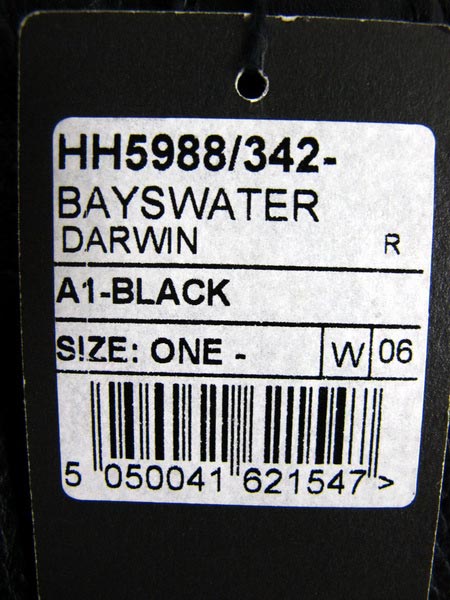 HH5988/342-
BAYSWATER
DARWIN R
A1-BLACK
SIZE: ONE - W 06
5 050041 621547 >